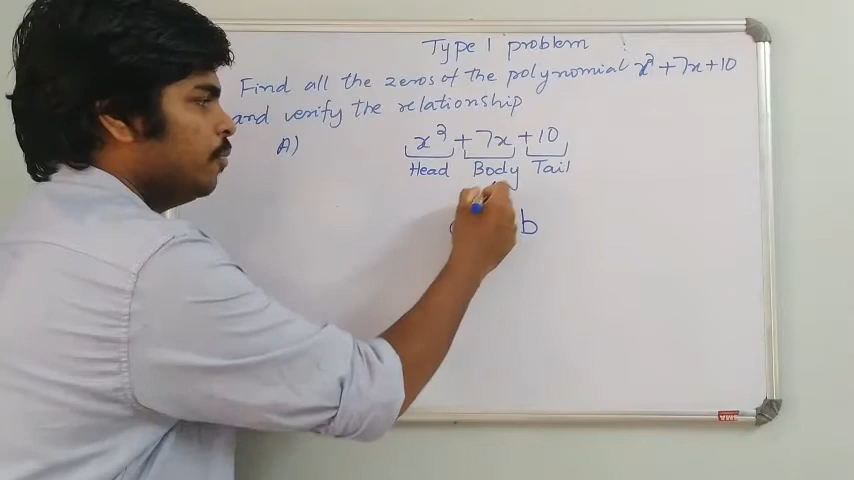 Type 1 problem
Find all the zeros of the polynomial x² + 7x + 10
and verify the relationship
A)
x² + 7x + 10
Head Body Tail
b